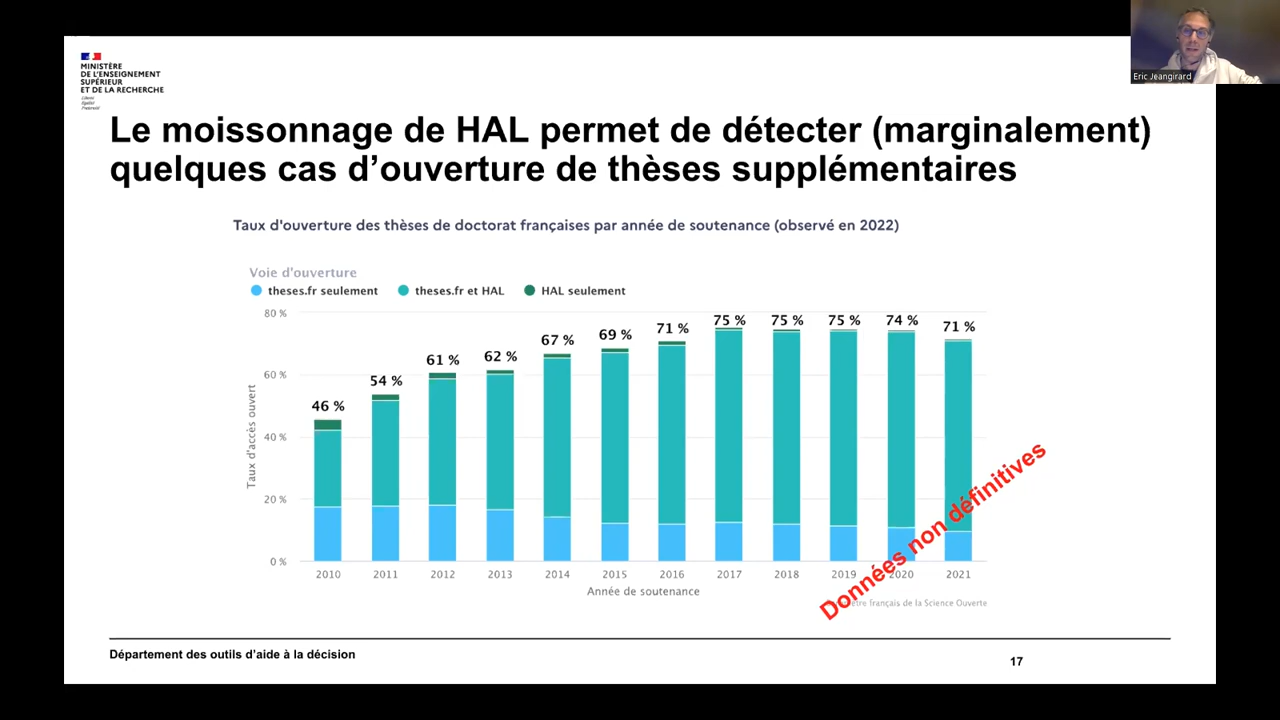 MINISTÈRE
DE L'ENSEIGNEMENT
SUPÉRIEUR
ET DE LA RECHERCHE
Liberté
Égalité
Fraternité
Eric Jeangirard
Le moissonnage de HAL permet de détecter (marginalement)
quelques cas d'ouverture de thèses supplémentaires
Taux d'ouverture des thèses de doctorat françaises par année de soutenance (observé en 2022)
Voie d'ouverture
theses.fr seulement theses.fr et HAL HAL seulement
Taux d'accès ouvert
80 %
60 %
40 %
20 %
0 %
46 % 54 % 61 % 62 % 67 % 69 % 71 % 75 % 75 % 75 % 74 % 71 %
2010 2011 2012 2013 2014 2015 2016 2017 2018 2019 2020 2021
Année de soutenance
Données non définitives
français de la Science Ouverte
Département des outils d'aide à la décision
17